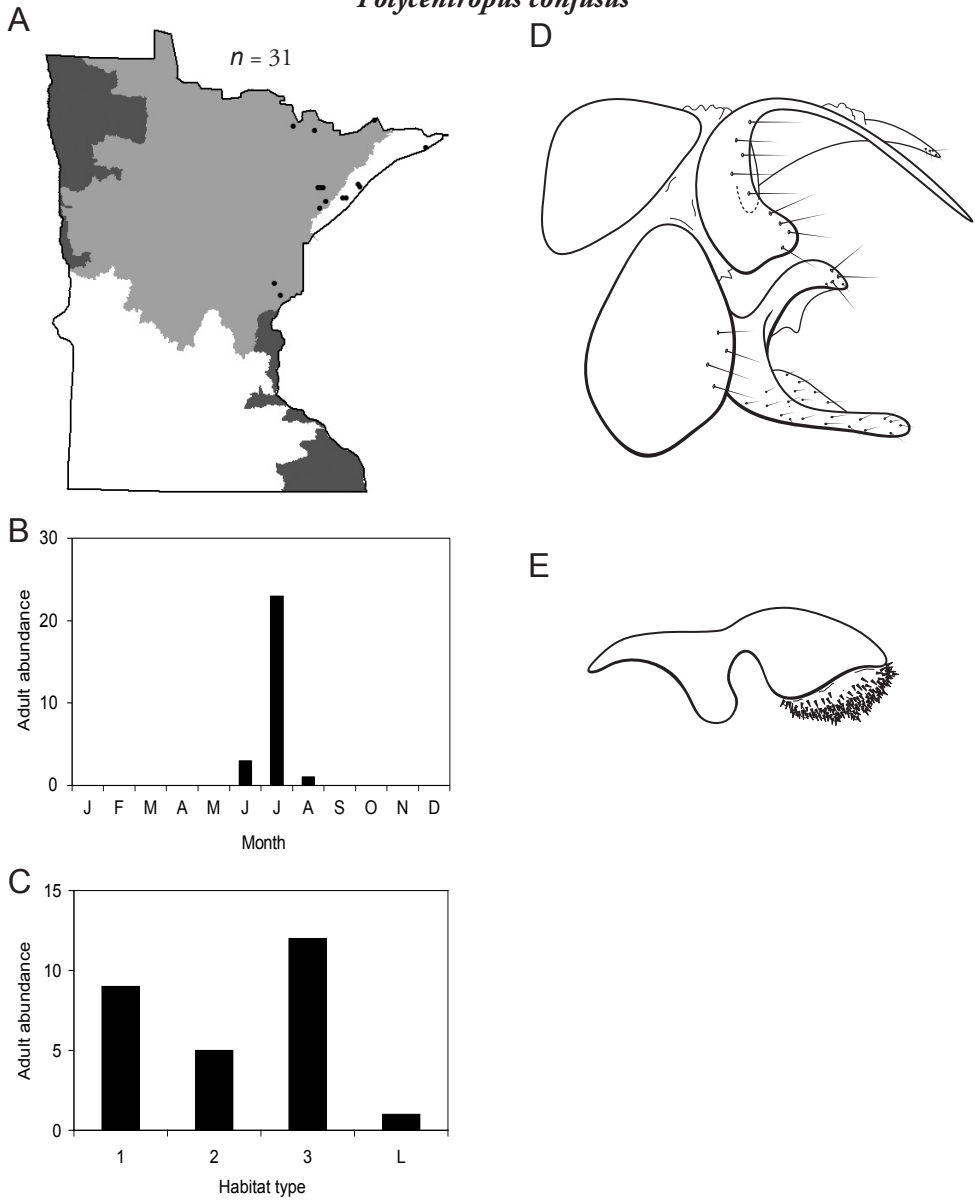 Polycentropus confusus
A
n = 31
D
B
30
20
10
0
Adult abundance
J F M A M J J A S O N D
Month
E
C
15
10
5
0
Adult abundance
1 2 3 L
Habitat type